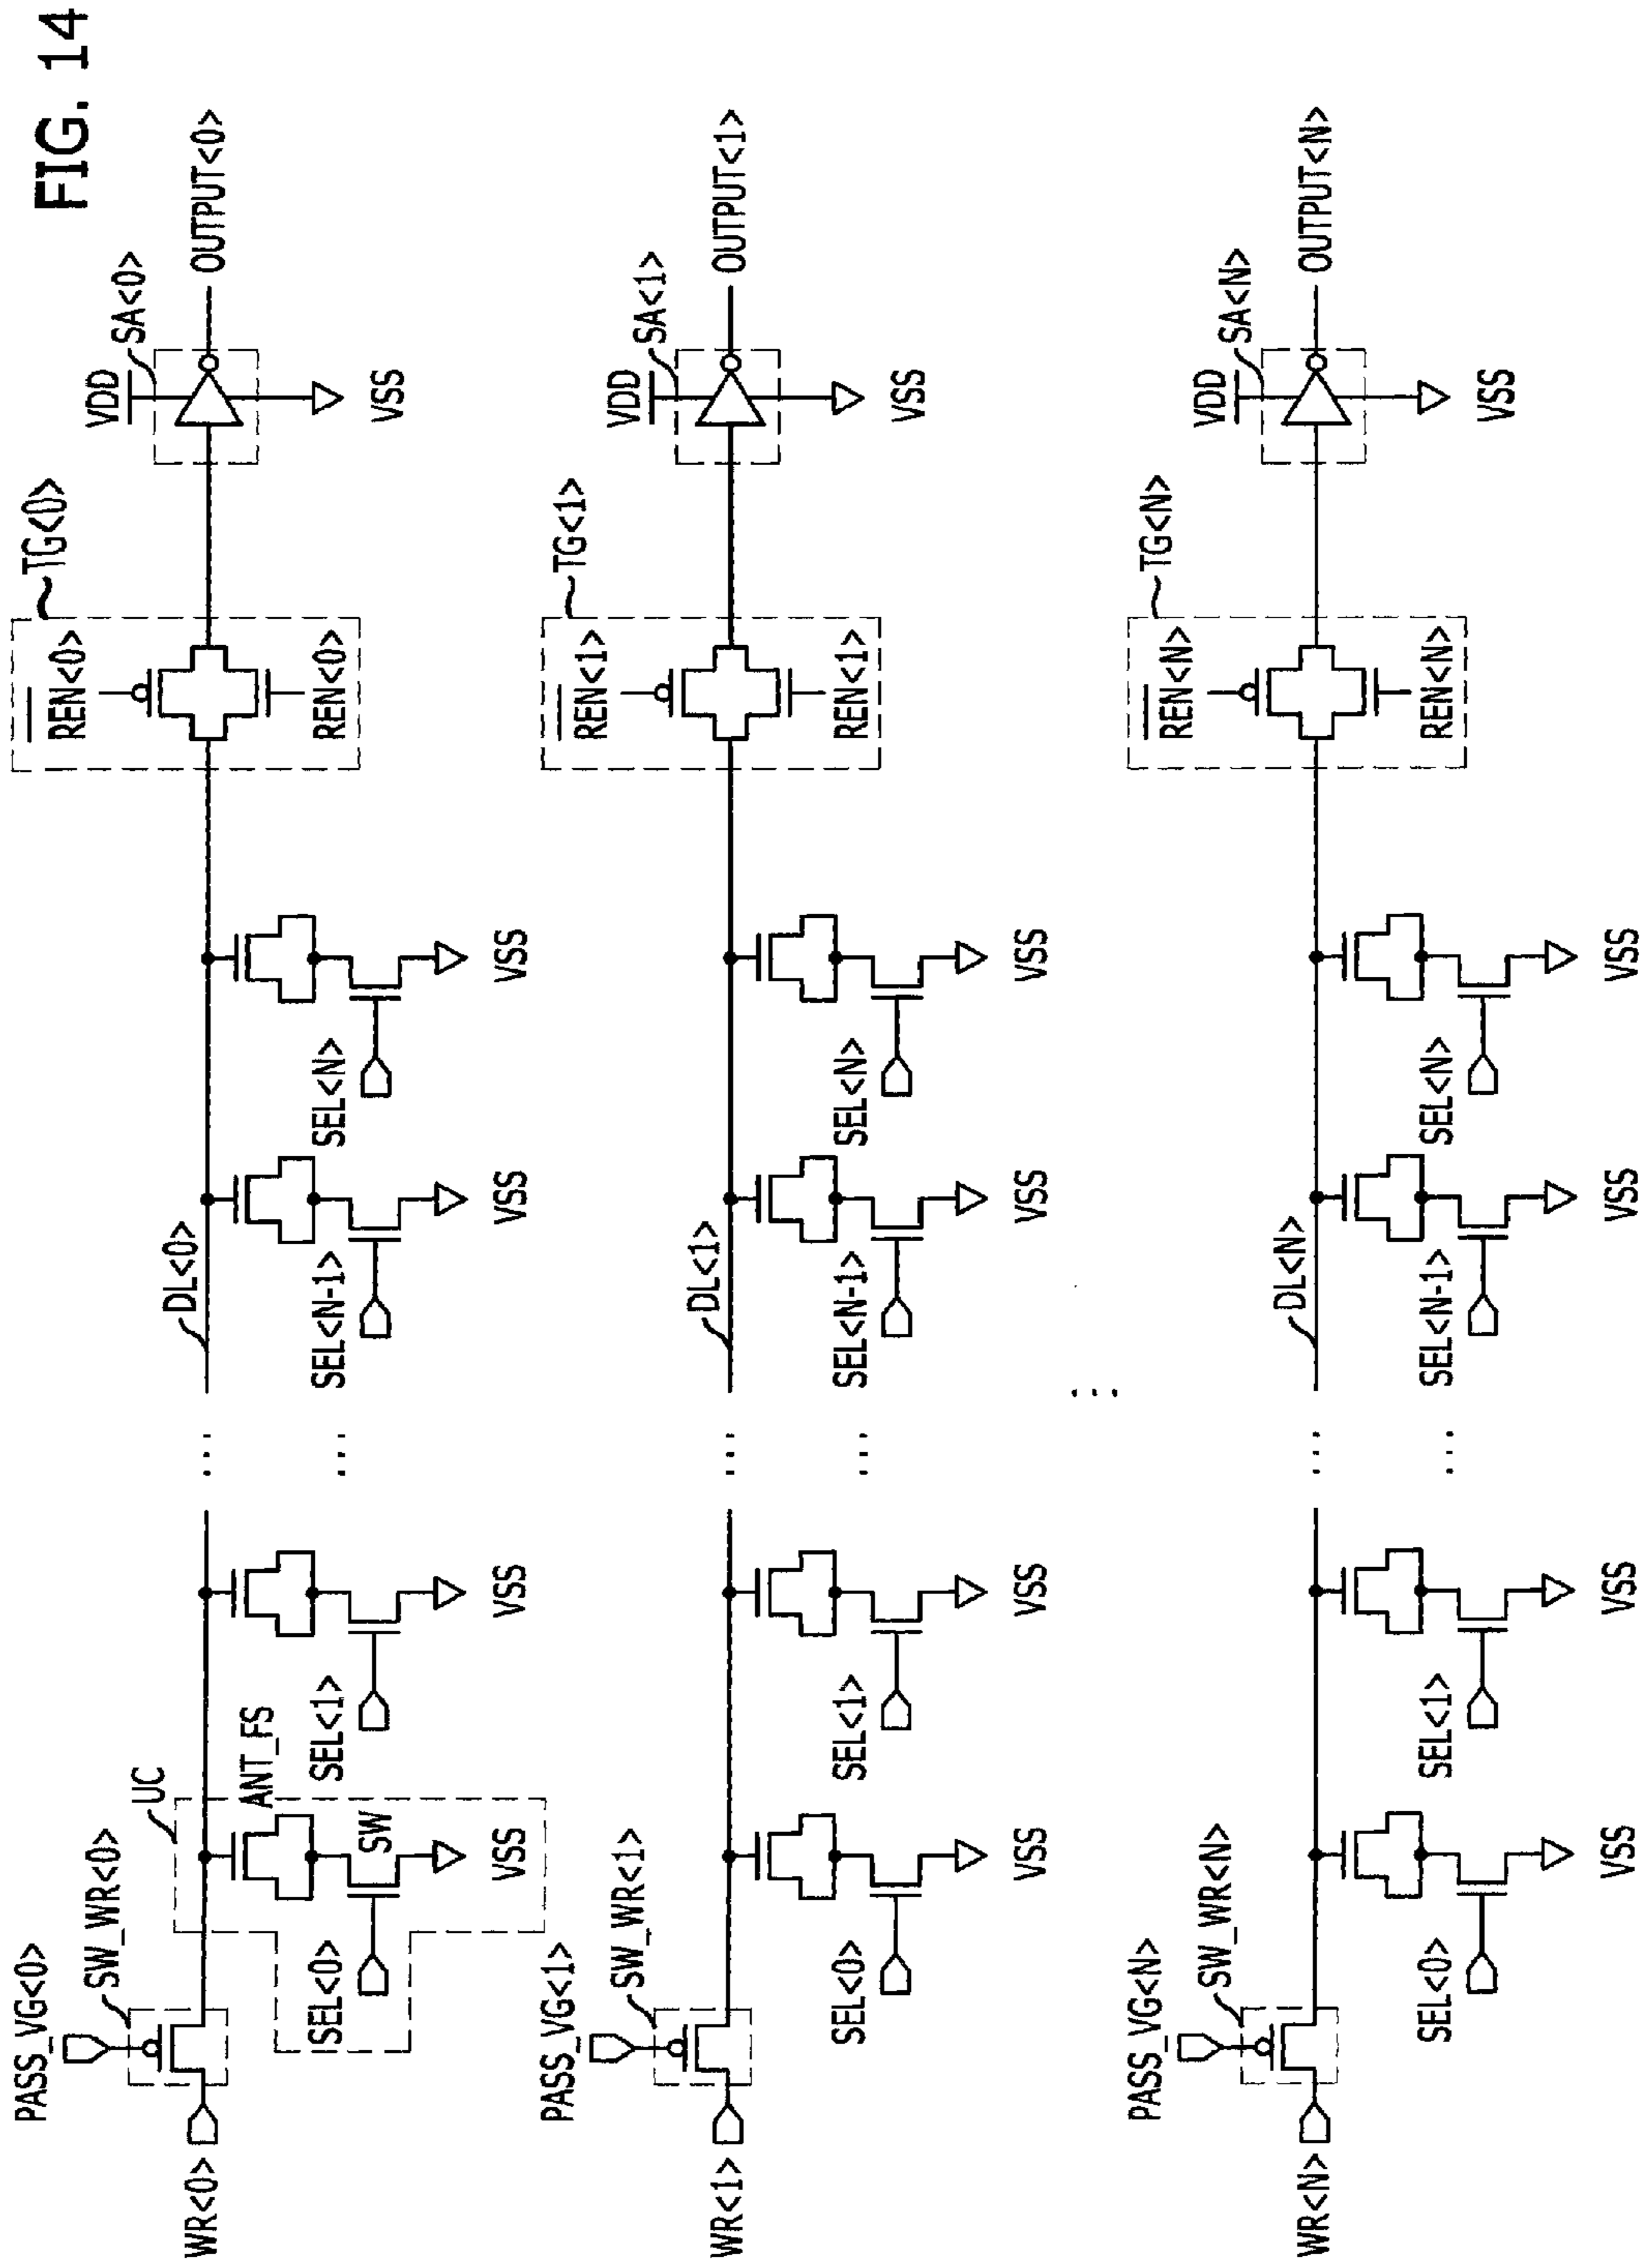 FIG. 14
PASS_VG<0>
SW_WR<0>
WR<0>
UC
ANT_FS
SEL<0>
SW
VSS
SEL<1>
VSS
...
...
DL<0>
SEL<N-1>
VSS
SEL<N>
VSS
TG<0>
REN<0>
REN<0>
VDD
SA<0>
VSS
OUTPUT<0>
PASS_VG<1>
SW_WR<1>
WR<1>
SEL<0>
VSS
SEL<1>
VSS
...
...
DL<1>
SEL<N-1>
VSS
SEL<N>
VSS
TG<1>
REN<1>
REN<1>
VDD
SA<1>
VSS
OUTPUT<1>
...
PASS_VG<N>
SW_WR<N>
WR<N>
SEL<0>
VSS
SEL<1>
VSS
...
...
DL<N>
SEL<N-1>
VSS
SEL<N>
VSS
TG<N>
REN<N>
REN<N>
VDD
SA<N>
VSS
OUTPUT<N>